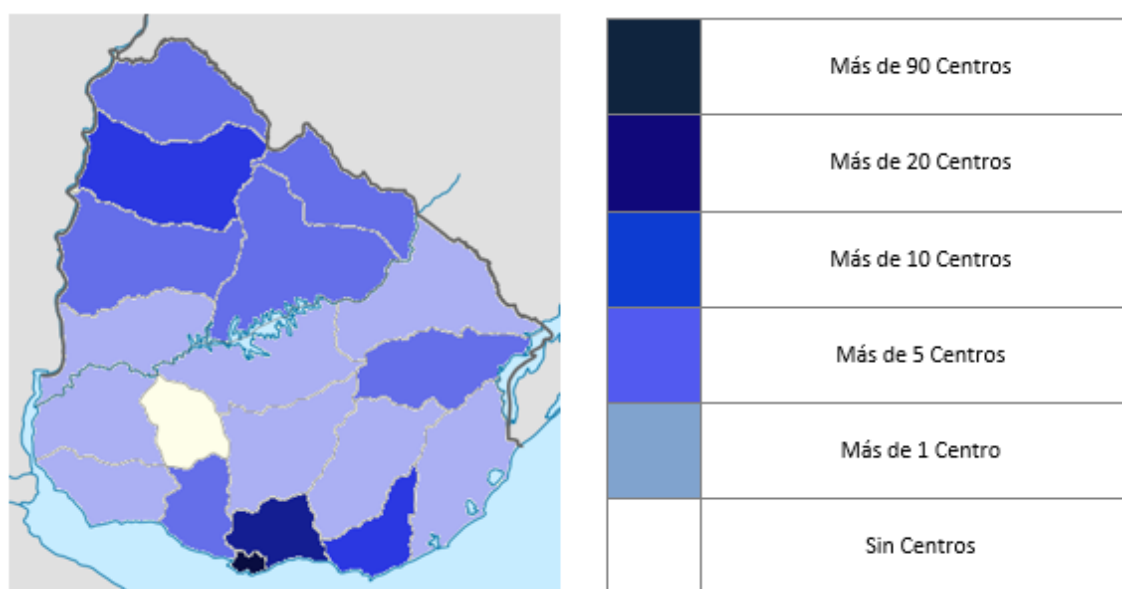 Más de 90 Centros
Más de 20 Centros
Más de 10 Centros
Más de 5 Centros
Más de 1 Centro
Sin Centros